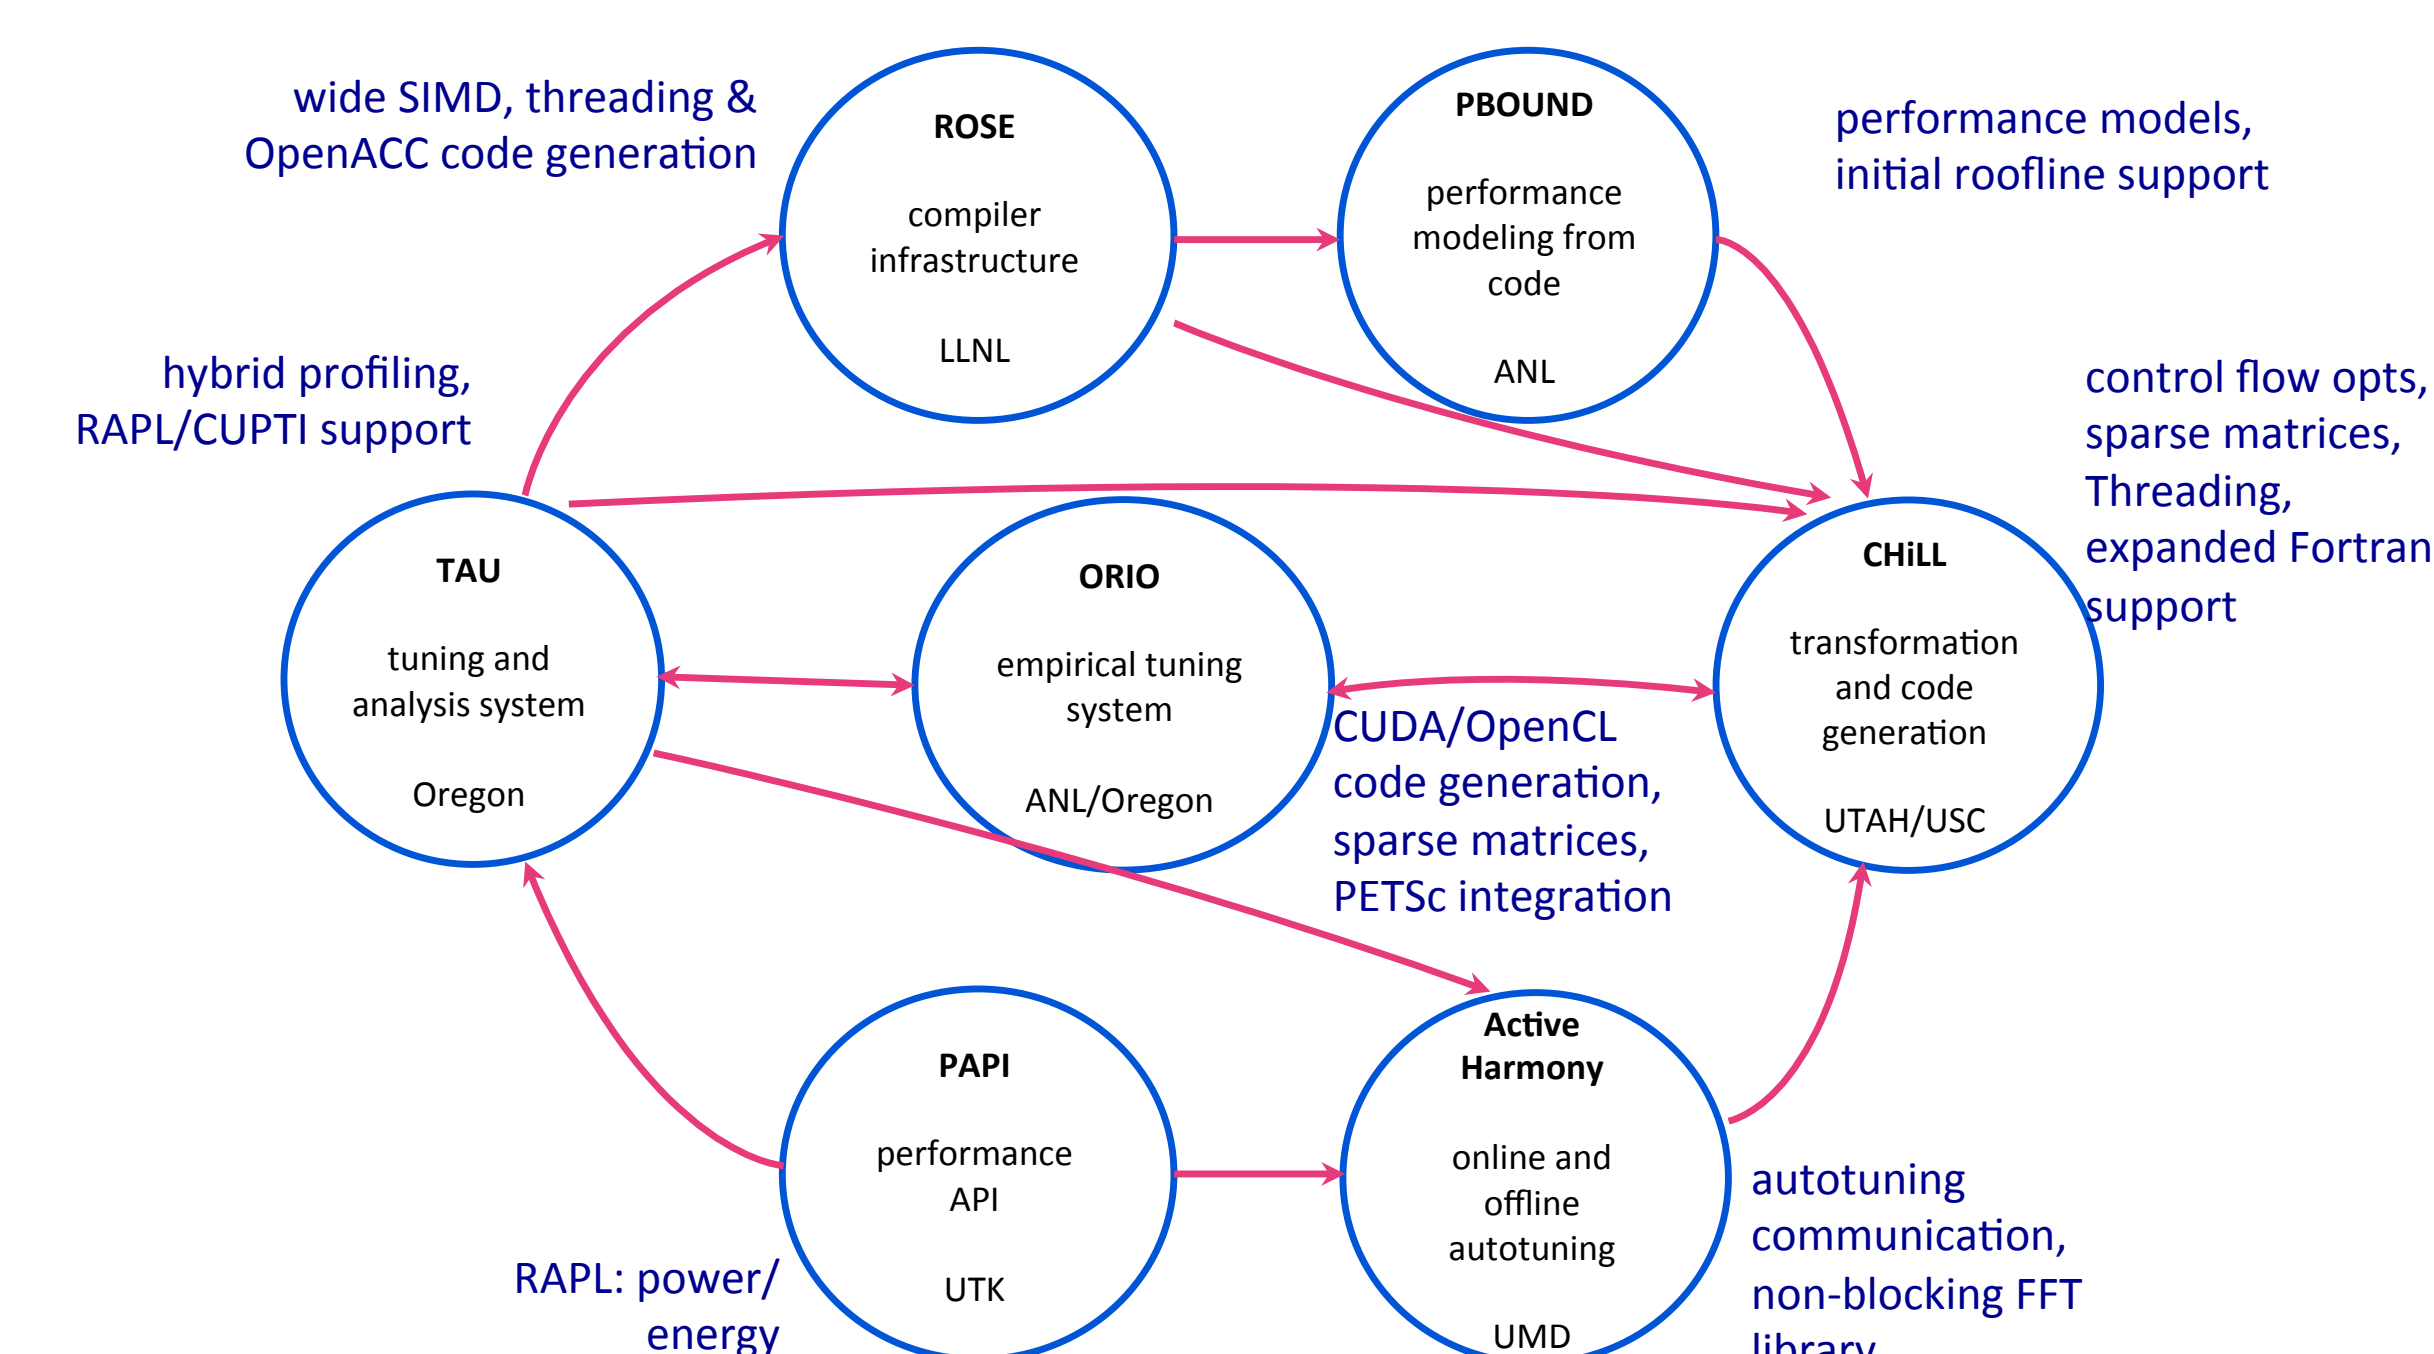 wide SIMD, threading &
OpenACC code generation
ROSE
compiler
infrastructure
LLNL
PBOUND
performance
modeling from
code
ANL
performance models,
initial roofline support
hybrid profiling,
RAPL/CUPTI support
control flow opts,
sparse matrices,
Threading,
expanded Fortran
support
TAU
tuning and
analysis system
Oregon
ORIO
empirical tuning
system
ANL/Oregon
CUDA/OpenCL
code generation,
sparse matrices,
PETSc integration
CHiLL
transformation
and code
generation
UTAH/USC
PAPI
performance
API
UTK
RAPL: power/
energy
Active
Harmony
online and
offline
autotuning
UMD
autotuning
communication,
non-blocking FFT
library